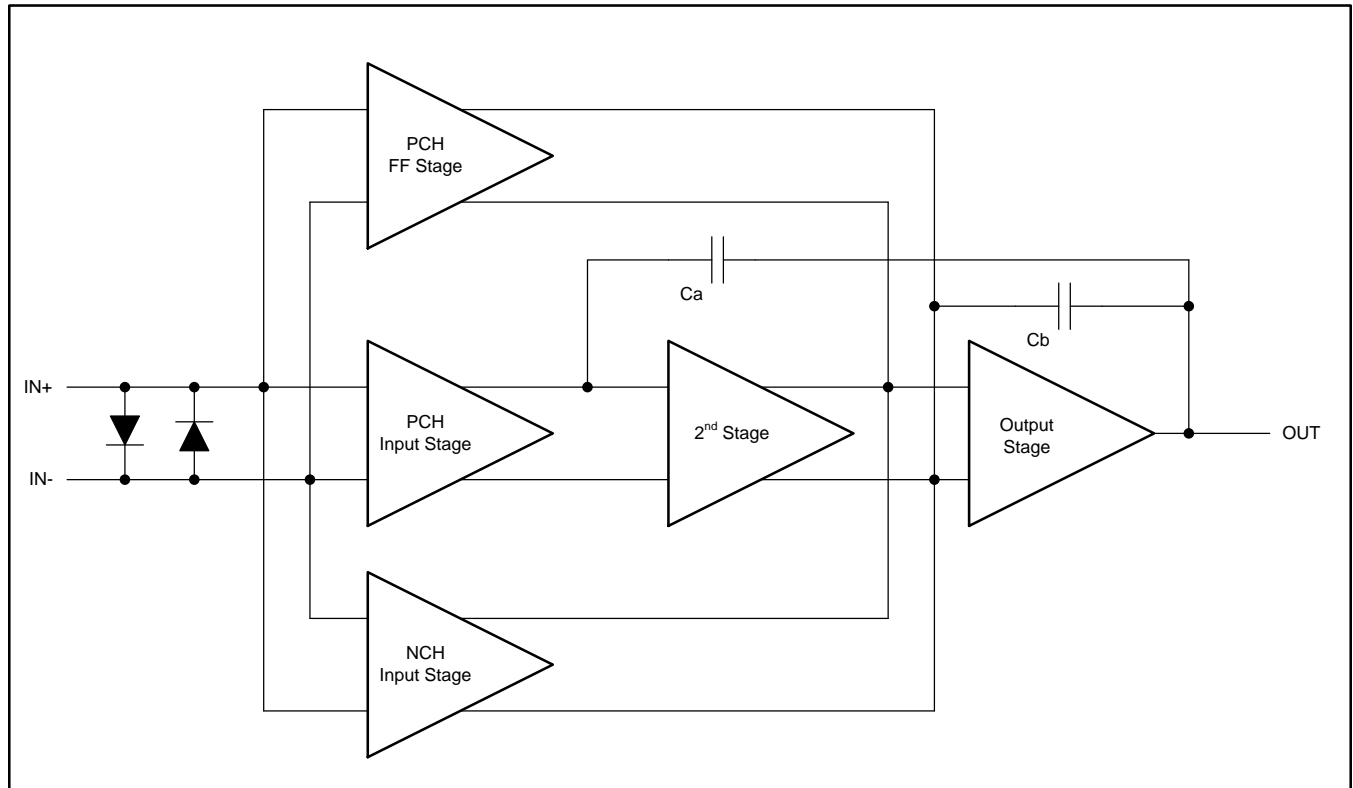 PCH
FF Stage
Ca
Cb
IN+
PCH
Input Stage
2nd Stage
Output
Stage
OUT
IN-
NCH
Input Stage